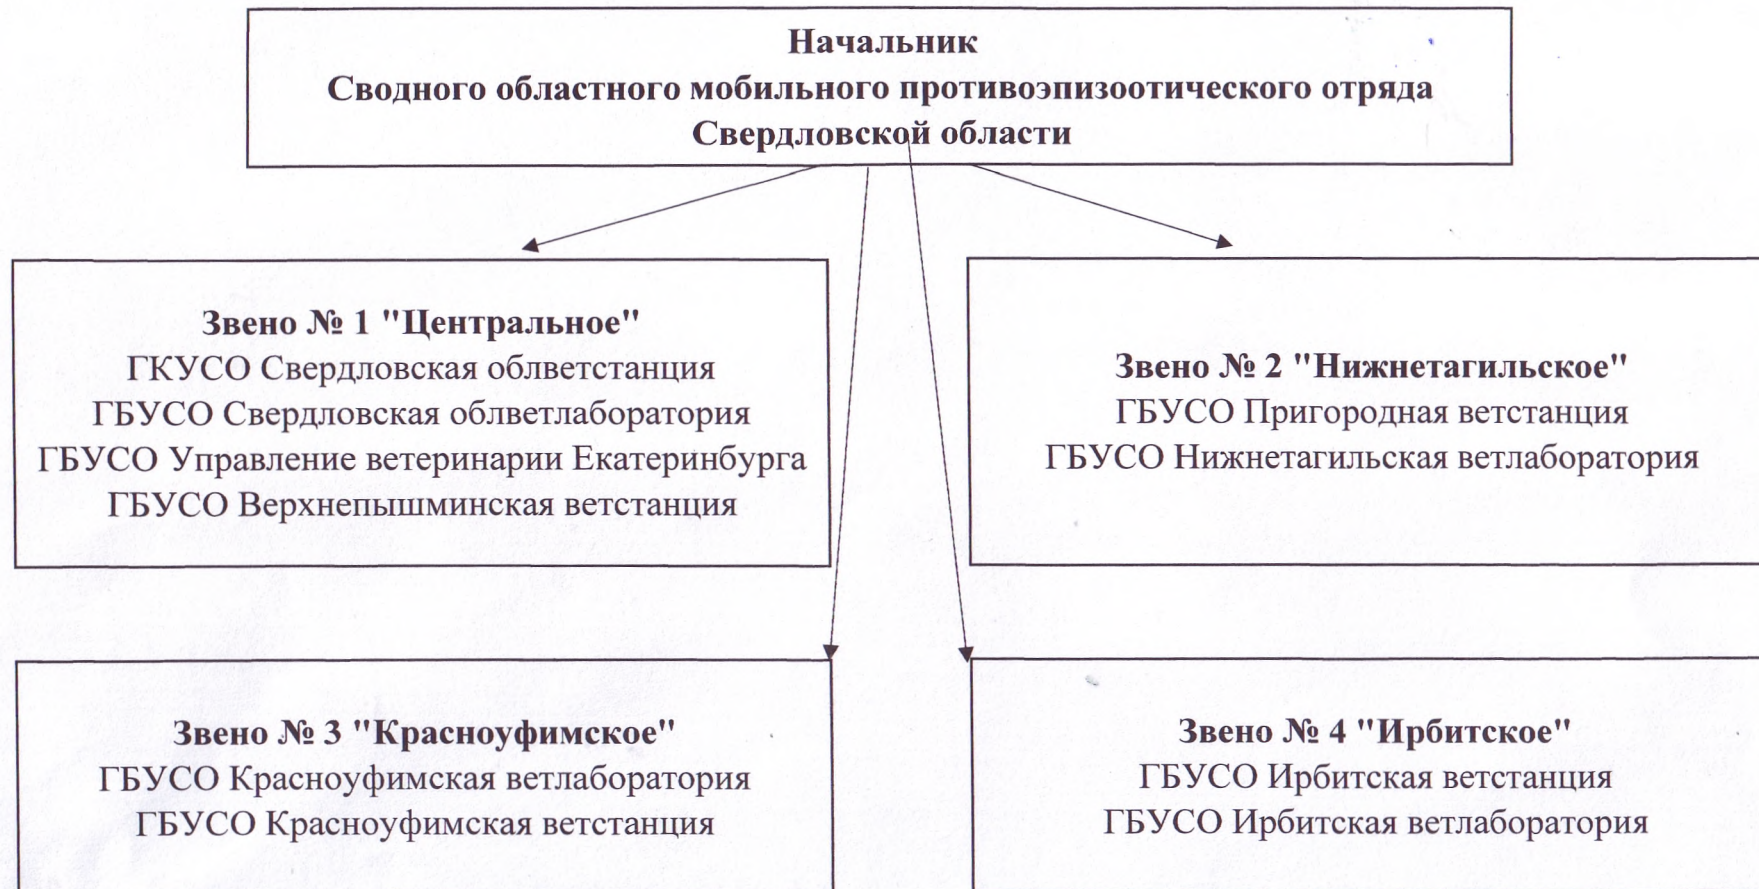 Начальник
Сводного областного мобильного противоэпизоотического отряда
Свердловской области
Звено № 1 "Центральное"
ГКУСО Свердловская облветстанция
ГБУСО Свердловская облветлаборатория
ГБУСО Управление ветеринарии Екатеринбурга
ГБУСО Верхнепышминская ветстанция
Звено № 2 "Нижнетагильское"
ГБУСО Пригородная ветстанция
ГБУСО Нижнетагильская ветлаборатория
Звено № 3 "Красноуфимское"
ГБУСО Красноуфимская ветлаборатория
ГБУСО Красноуфимская ветстанция
Звено № 4 "Ирбитское"
ГБУСО Ирбитская ветстанция
ГБУСО Ирбитская ветлаборатория